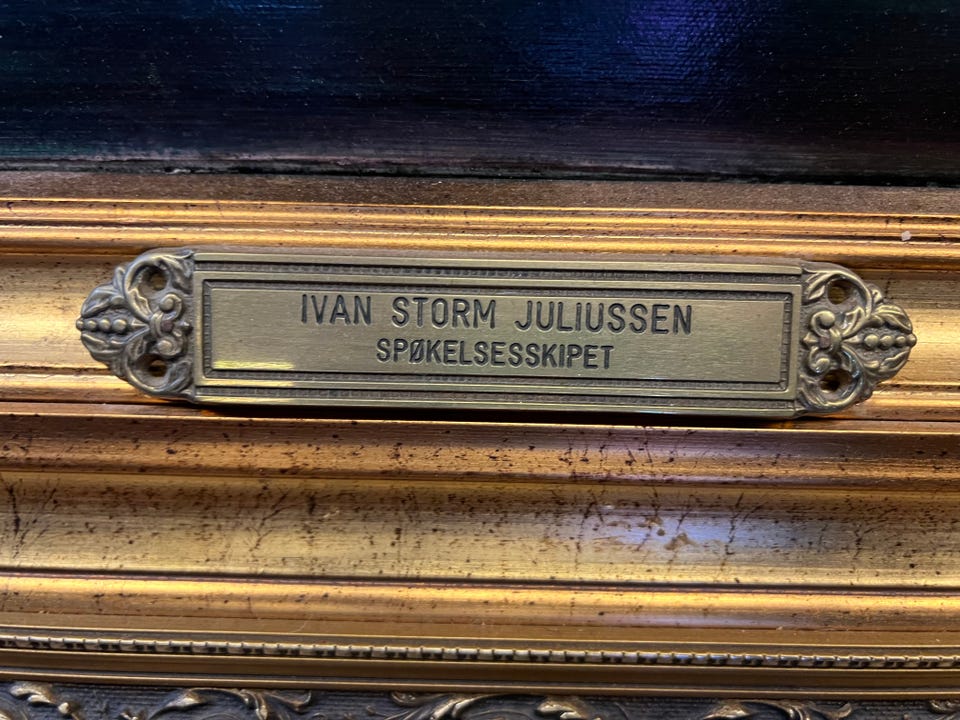 IVAN STORM JULIUSSEN
SPØKELSESSKIPET